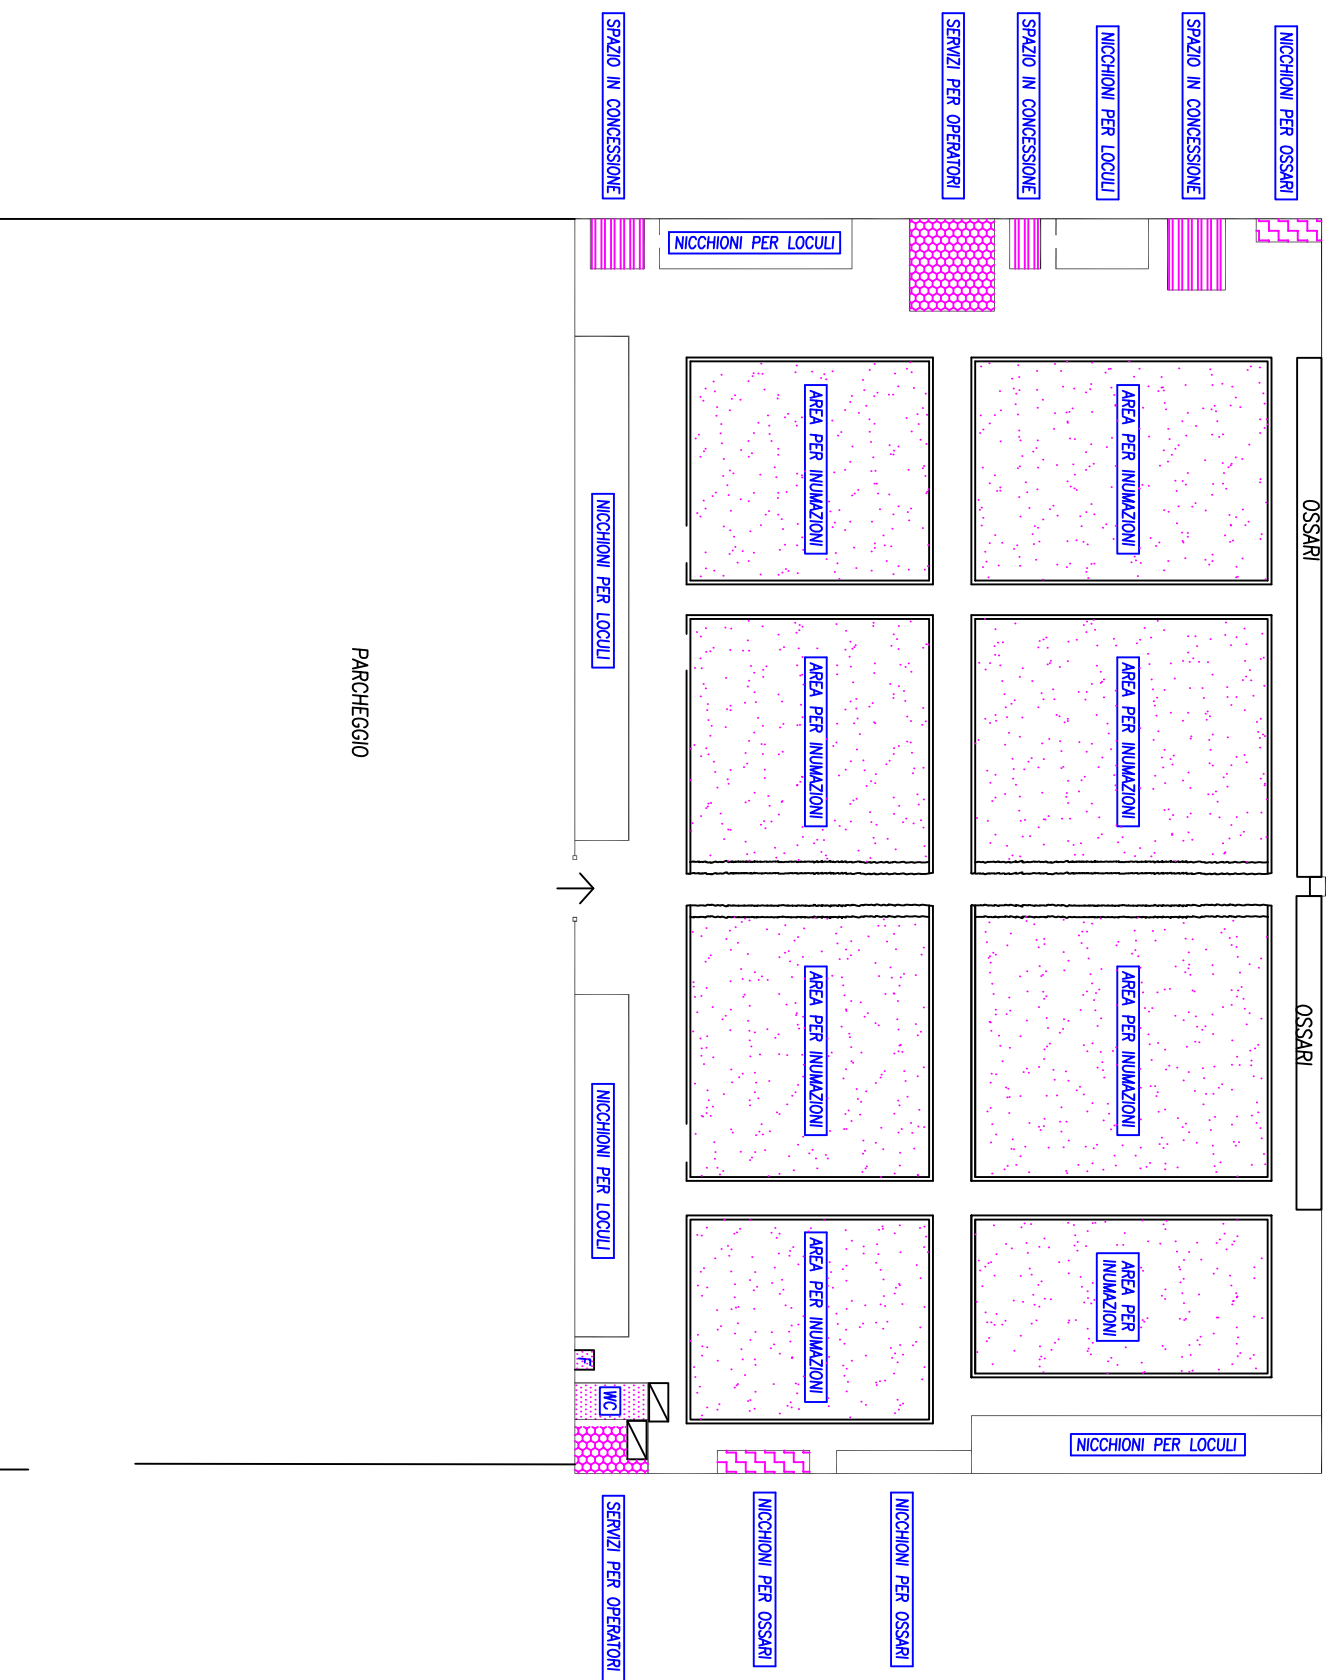 SPAZIO IN CONCESSIONE
SERVIZI PER OPERATORI
SPAZIO IN CONCESSIONE
NICCHIONI PER LOCULI
SPAZIO IN CONCESSIONE
NICCHIONI PER OSSARI
NICCHIONI PER LOCULI
AREA PER INUMAZIONI
AREA PER INUMAZIONI
OSSARI
NICCHIONI PER LOCULI
PARCHEGGIO
AREA PER INUMAZIONI
AREA PER INUMAZIONI
AREA PER INUMAZIONI
AREA PER INUMAZIONI
OSSARI
NICCHIONI PER LOCULI
AREA PER INUMAZIONI
AREA PER
INUMAZIONI
F
WC
NICCHIONI PER LOCULI
SERVIZI PER OPERATORI
NICCHIONI PER OSSARI
NICCHIONI PER OSSARI